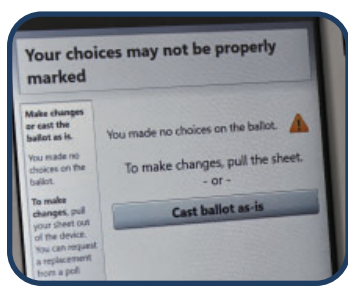 Your choices may not be properly
marked
Make changes
or cast the
ballot as is.
You made no
choices on the
ballot.
To make
changes, pull
your sheet out
of the device.
You can request
a replacement
from a poll
You made no choices on the ballot.
To make changes, pull the sheet.
- or -
Cast ballot as-is